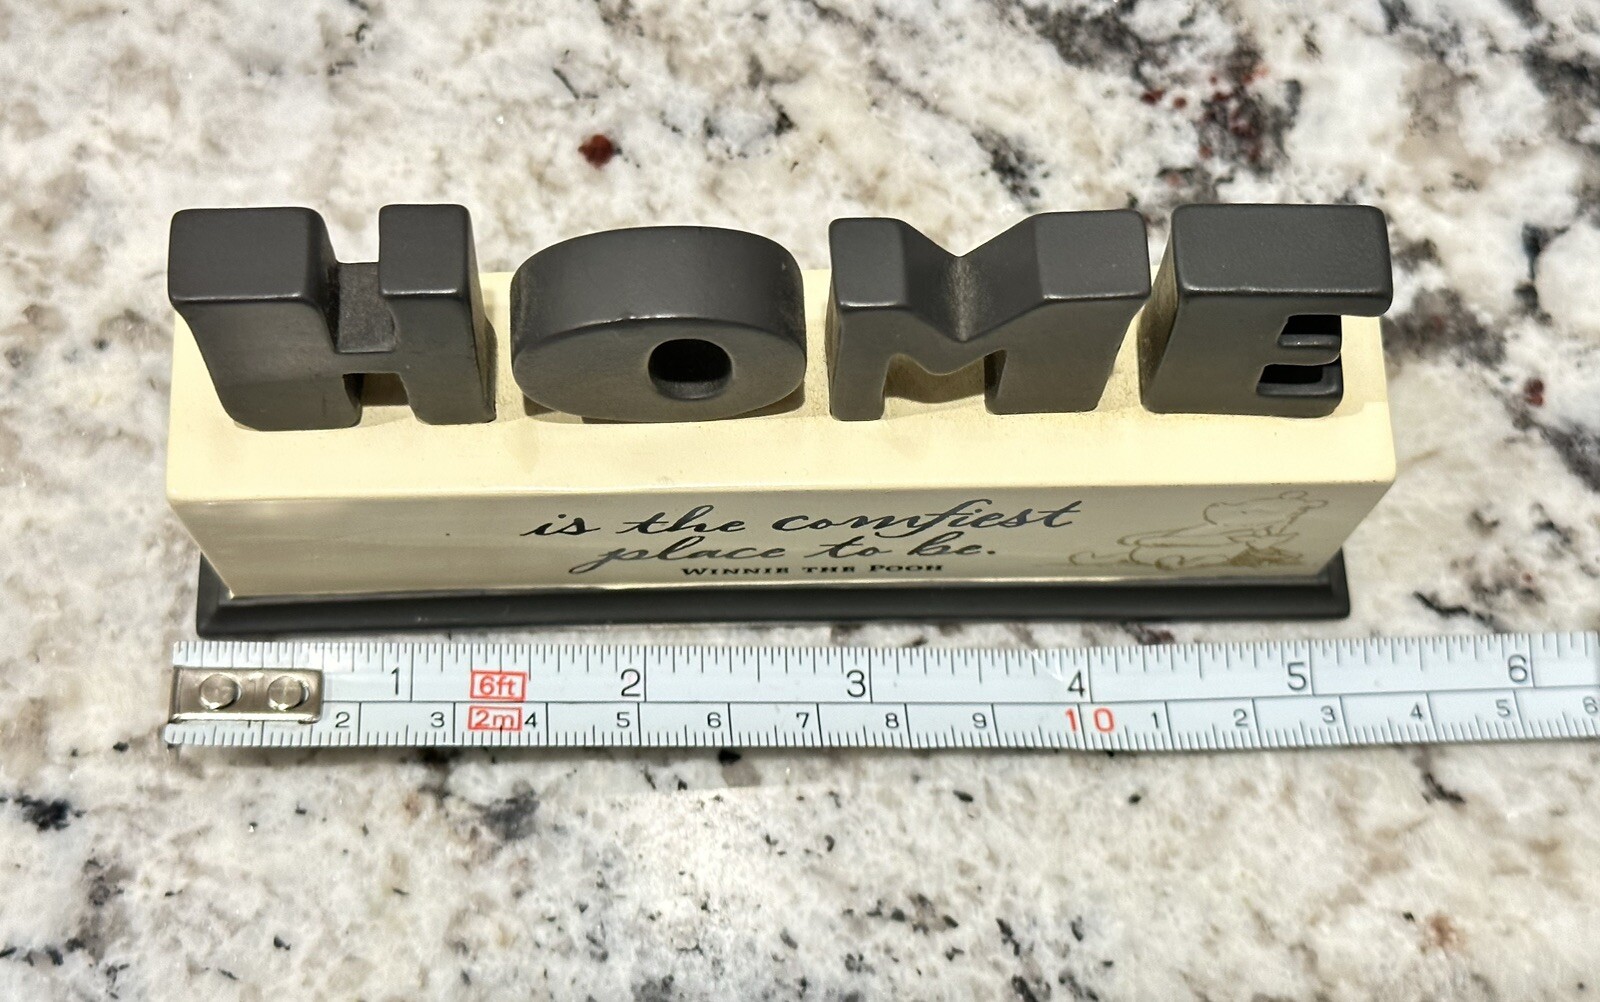 HOME
is the comfiest
place to be.
WINNIE THE POOH
1 6ft 2 3 4 5 6
1 2 3 2m 4 5 6 7 8 9 10 1 2 3 4 5 6